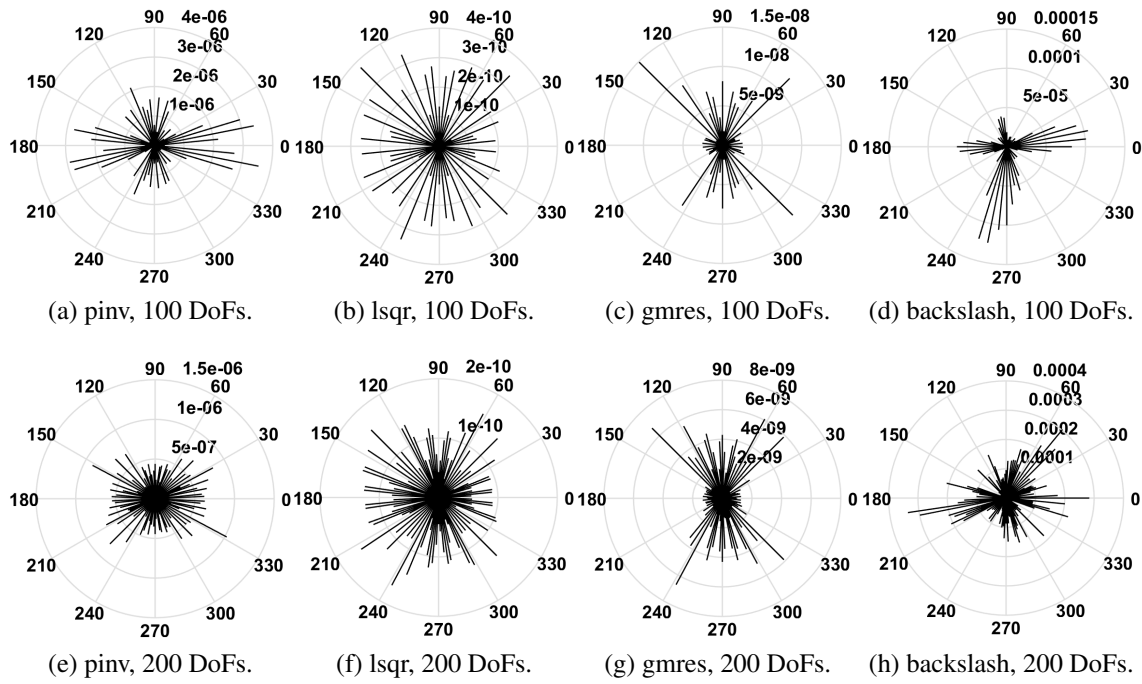 90 4e-06 90 4e-10 90 1.5e-08 90 0.00015
120 60 120 60 120 60 120 60
3e-06 3e-10 1e-08 0.0001
150 2e-06 30 150 2e-10 30 150 30 150 30
1e-06 1e-10 5e-09 5e-05
180 0 180 0 180 0 180 0
210 330 210 330 210 330 210 330
240 300 240 300 240 300 240 300
270 270 270 270
(a) pinv, 100 DoFs. (b) lsqr, 100 DoFs. (c) gmres, 100 DoFs. (d) backslash, 100 DoFs.
90 1.5e-06 90 2e-10 90 8e-09 90 0.0004
120 60 120 60 120 60 120 60
1e-06 6e-09 0.0003
150 5e-07 30 150 1e-10 30 150 4e-09 30 150 0.0002 30
2e-09 0.0001
180 0 180 0 180 0 180 0
210 330 210 330 210 330 210 330
240 300 240 300 240 300 240 300
270 270 270 270
(e) pinv, 200 DoFs. (f) lsqr, 200 DoFs. (g) gmres, 200 DoFs. (h) backslash, 200 DoFs.